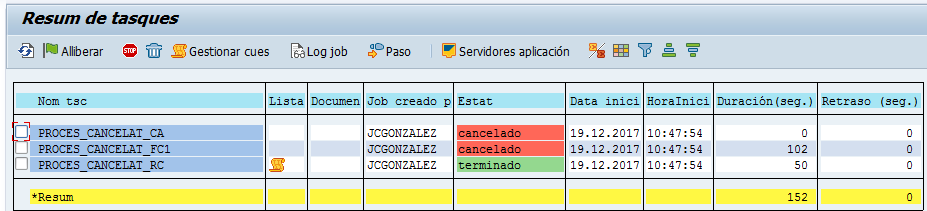 Resum de tasques
Alliberar STOP Gestionar cues Log job Paso Servidores aplicación
Nom tsc Lista Documen Job creado p Estat Data inici HoraInici Duración(seg.) Retraso (seg.)
PROCES_CANCELAT_CA JCGONZALEZ cancelado 19.12.2017 10:47:54 0 0
PROCES_CANCELAT_FC1 JCGONZALEZ cancelado 19.12.2017 10:47:54 102 0
PROCES_CANCELAT_RC JCGONZALEZ terminado 19.12.2017 10:47:54 50 0
*Resum 152 0